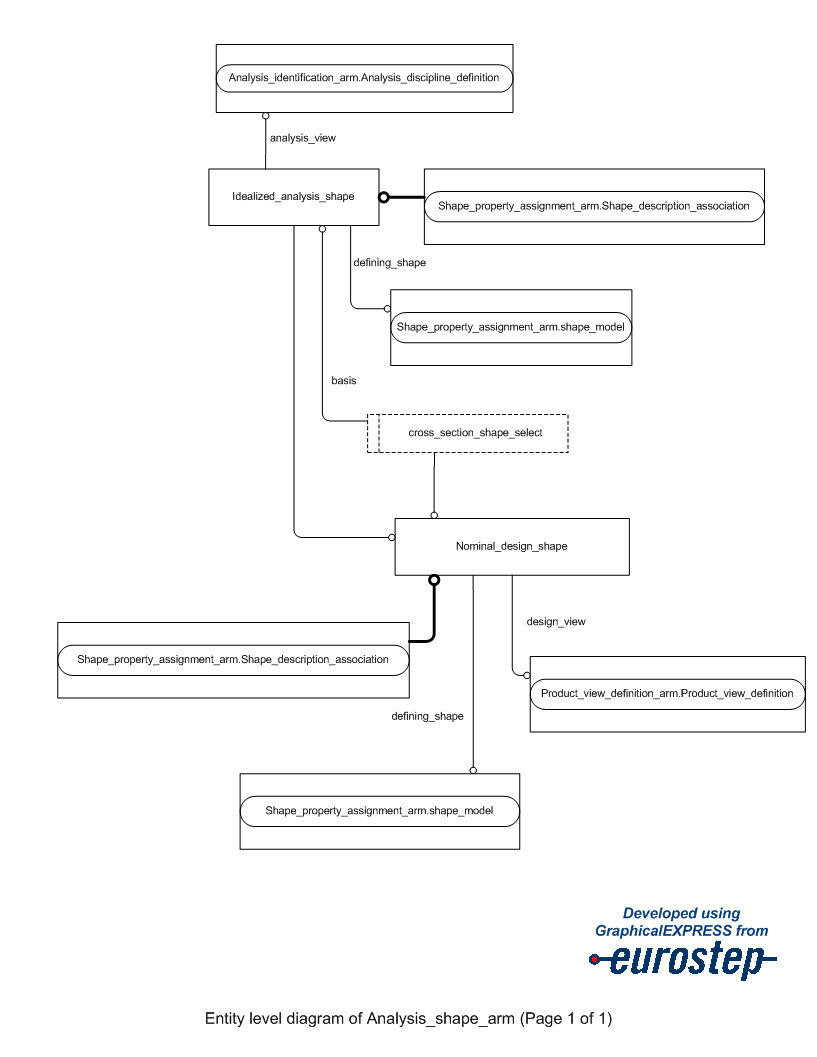 Analysis_identification_arm.Analysis_discipline_definition
analysis_view
Idealized_analysis_shape
Shape_property_assignment_arm.Shape_description_association
defining_shape
Shape_property_assignment_arm.shape_model
basis
cross_section_shape_select
Nominal_design_shape
design_view
Shape_property_assignment_arm.Shape_description_association
Product_view_definition_arm.Product_view_definition
defining_shape
Shape_property_assignment_arm.shape_model
Developed using
GraphicalEXPRESS from
eurostep
Entity level diagram of Analysis_shape_arm (Page 1 of 1)